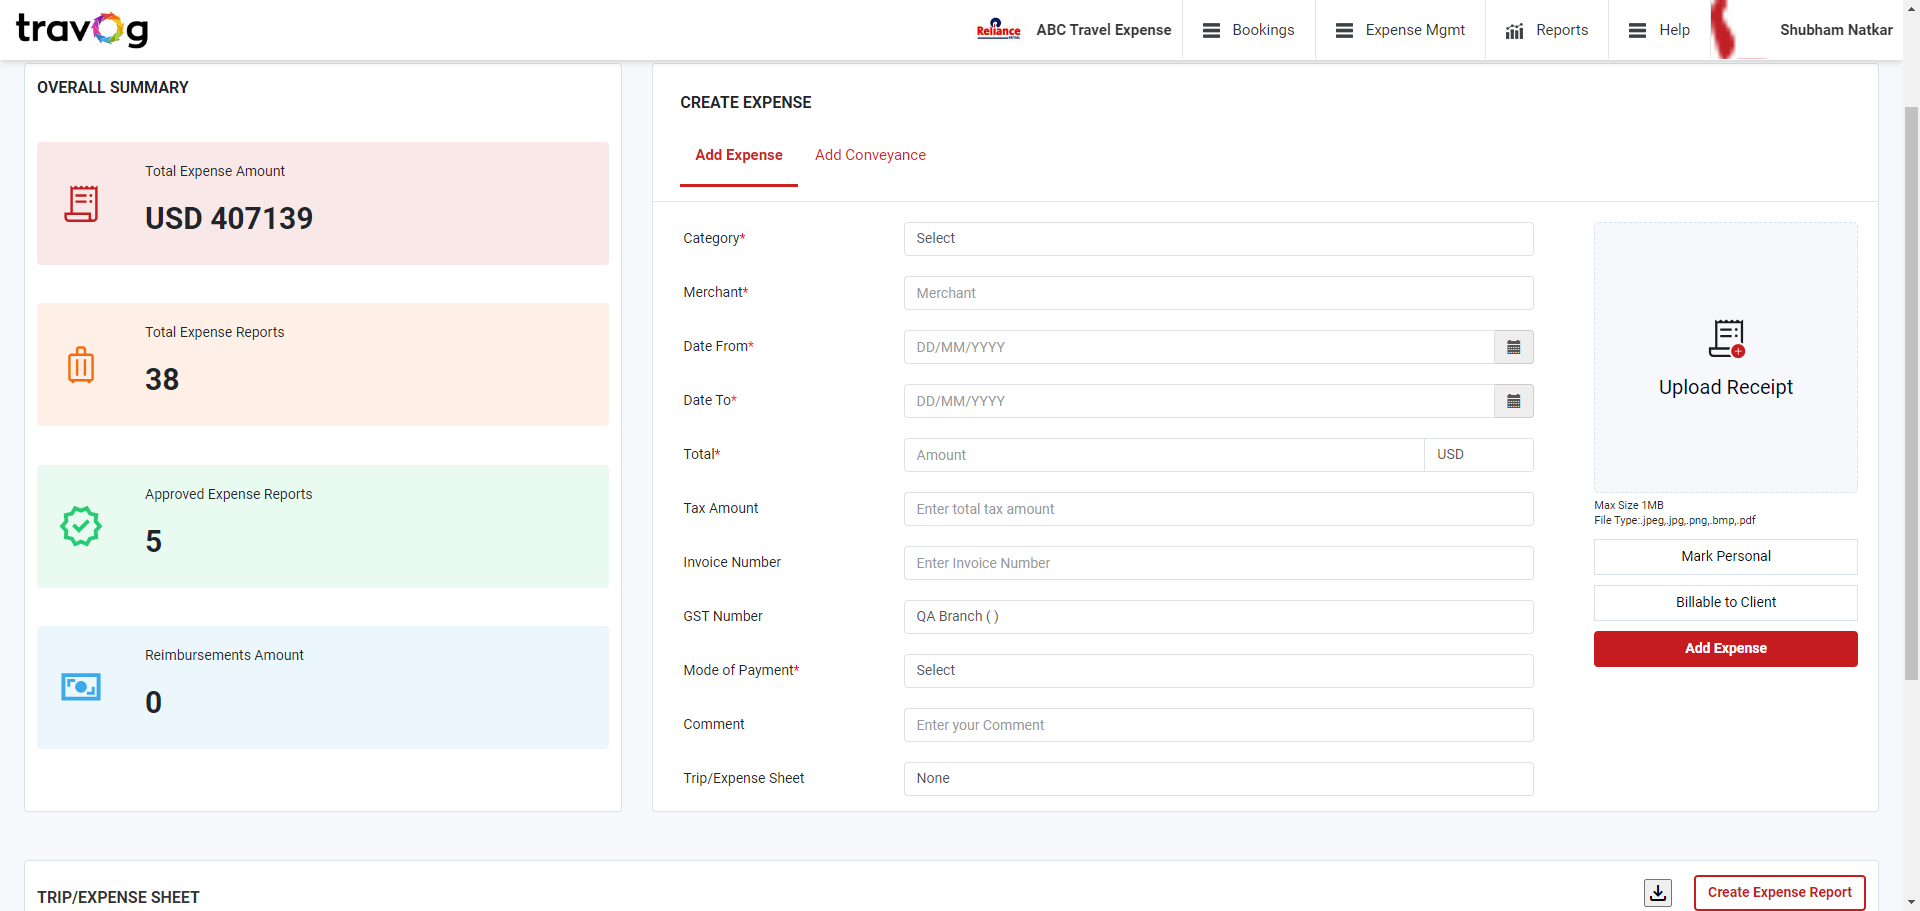 travog
Reliance
ABC Travel Expense
Bookings
Expense Mgmt
Reports
Help
Shubham Natkar
OVERALL SUMMARY
Total Expense Amount
USD 407139
Total Expense Reports
38
Approved Expense Reports
5
Reimbursements Amount
0
CREATE EXPENSE
Add Expense
Add Conveyance
Category*
Select
Merchant*
Merchant
Date From*
DD/MM/YYYY
Date To*
DD/MM/YYYY
Total*
Amount
USD
Tax Amount
Enter total tax amount
Invoice Number
Enter Invoice Number
GST Number
QA Branch ( )
Mode of Payment*
Select
Comment
Enter your Comment
Trip/Expense Sheet
None
Upload Receipt
Max Size 1MB
File Type:.jpeg,.jpg,.png,.bmp,.pdf
Mark Personal
Billable to Client
Add Expense
TRIP/EXPENSE SHEET
Create Expense Report